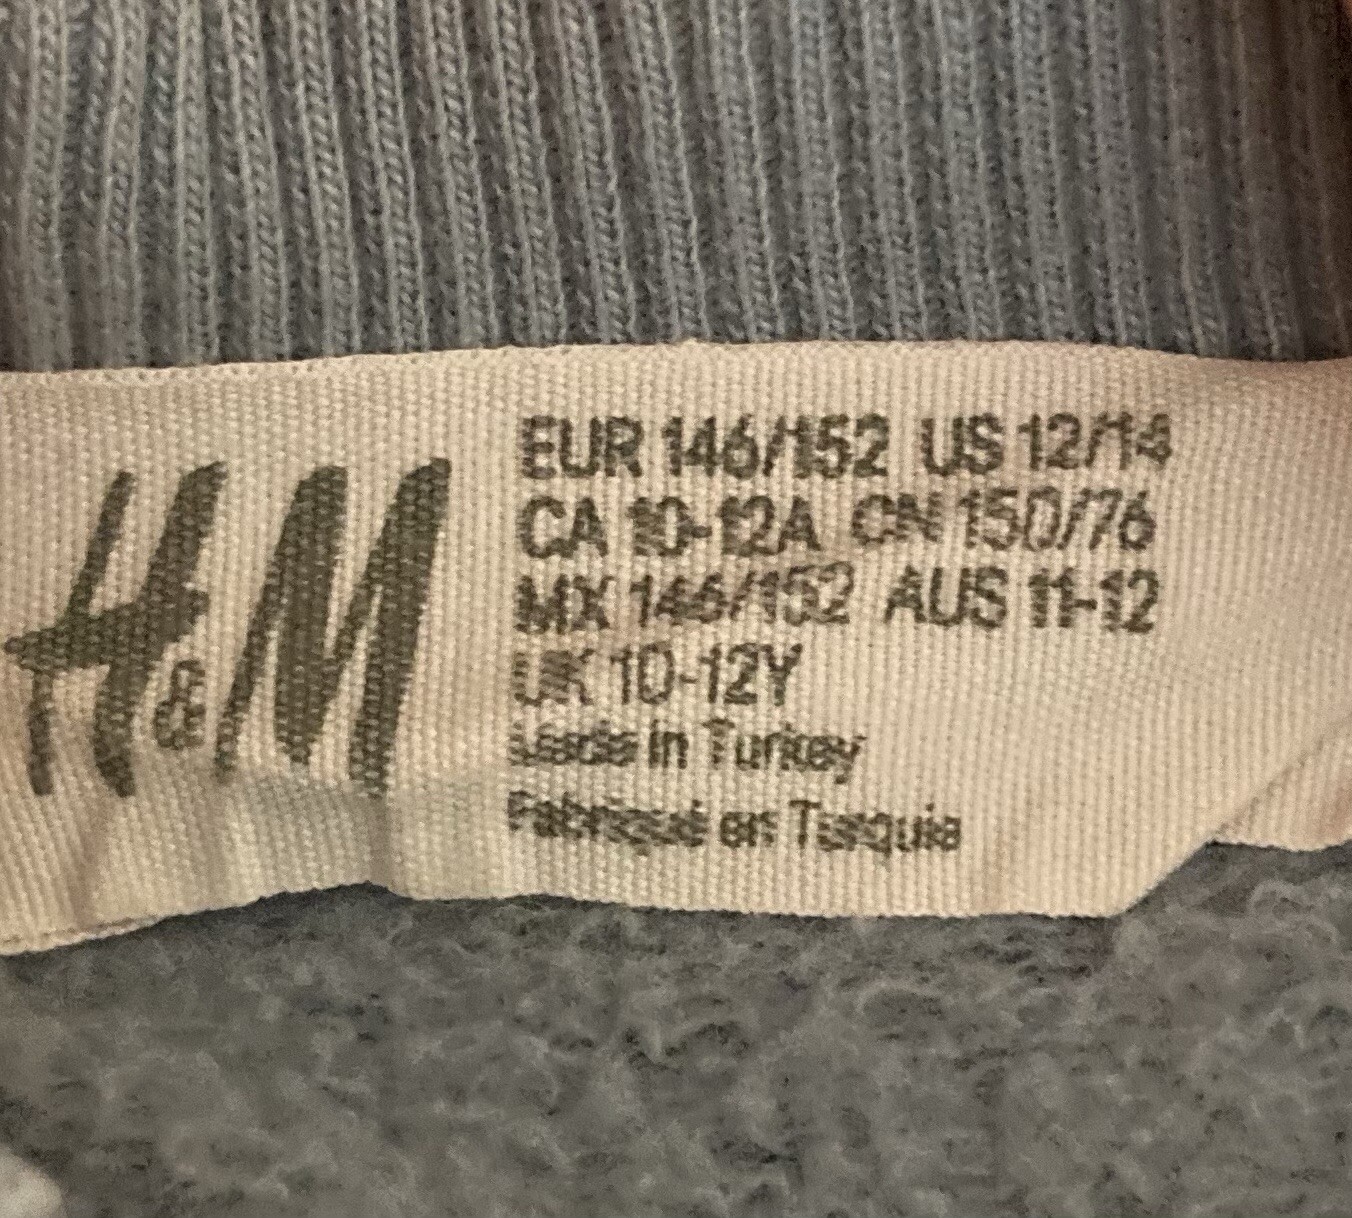 H&M
EUR 146/152 US 12/14
CA 10-12A CN 150/76
MX 146/152 AUS 11-12
UK 10-12Y
Made in Turkey
Fabriqué en Turquie